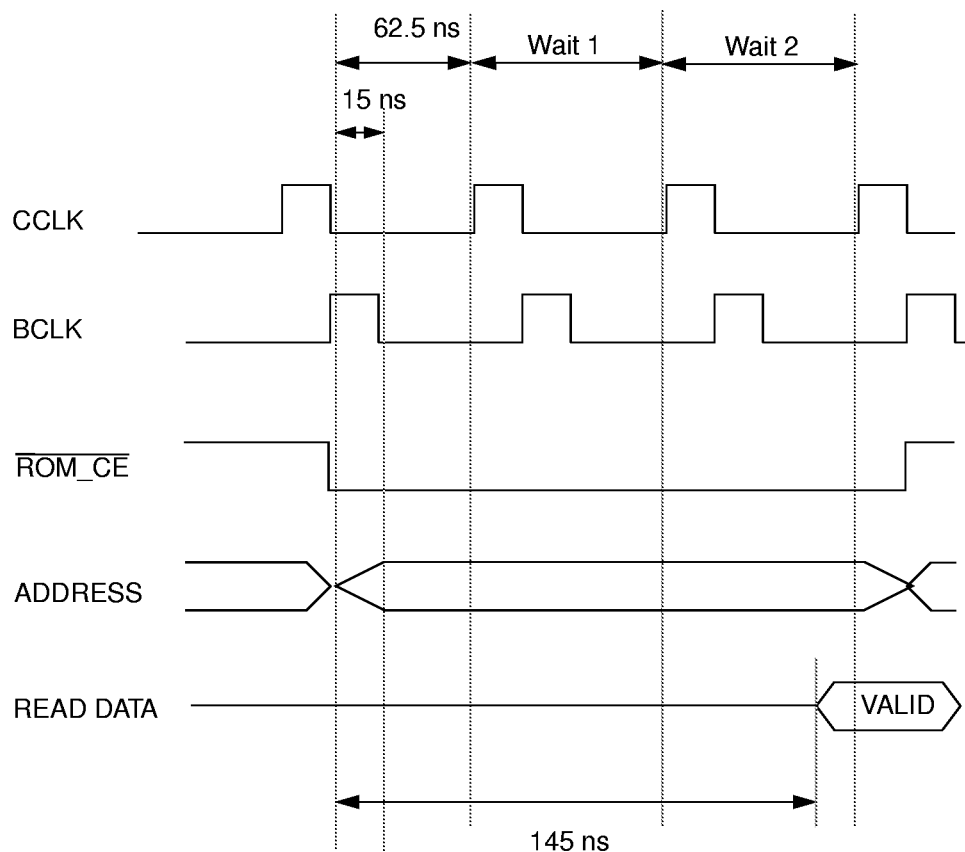 62.5 ns
Wait 1
Wait 2
15 ns
CCLK
BCLK
ROM_CE
ADDRESS
READ DATA
VALID
145 ns